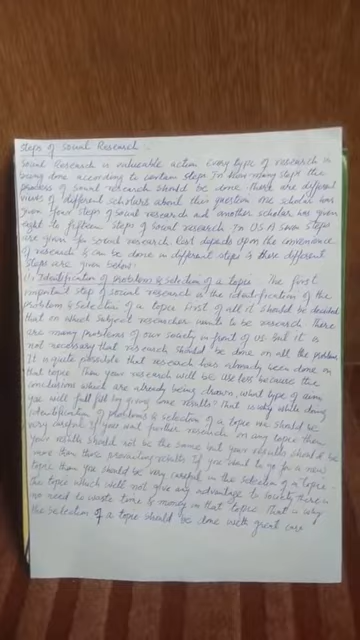 Steps of Social Research :-
Social Research is valueable action Every type of research is
being done according to certain steps In how many steps the
process of social research should be done. There are different
views of different scholars about this question one scholar has
given four steps of social research and another scholar has given
eight to fifteen steps of social research In USA seven steps
are given for social research Rest depends upon the convenience
of research & can be done in different steps these different
steps are given below:
1. Identification of problem & selection of a topic The first
important step of social research is the identification of the
problem & selection of a topic First of all it should be decided
that on which subject researcher wants to be research There
are many problems of our society in front of us But it is
not necessary that research should be done on all the problems
It is quite possible that research has already been done on
that topic Then your research will be use less because the
conclusions which are already being drawn what type of aim
you will full fill by giving same results? That is why while doing
identification of problems & selection of a topic we should be
very careful If you want further research on any topic then
your results should not be the same but your results should be
more than those prevailing results If you want to go for a new
topic then you should be very careful in the selection of a topic.
The topic which will not give any advantage to society there is
no need to waste time & money on that topic That is why
the selection of a topic should be done with great care